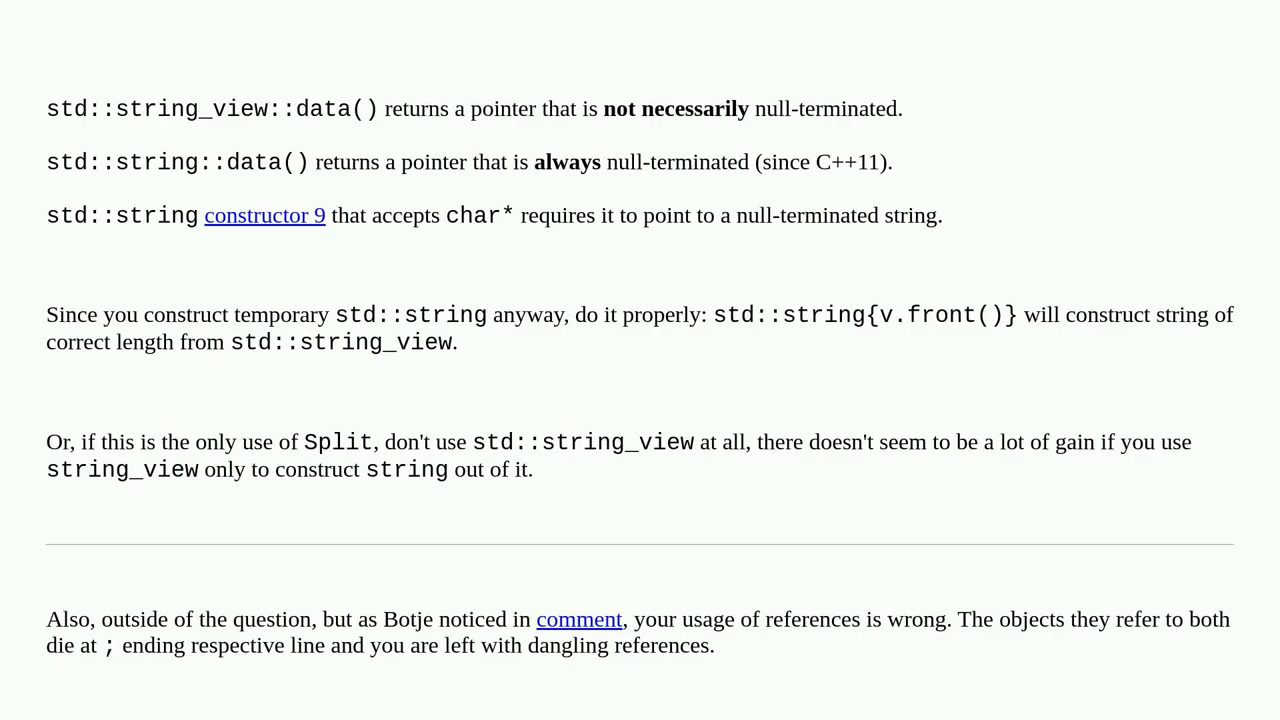 std::string_view::data() returns a pointer that is not necessarily null-terminated.
std::string::data() returns a pointer that is always null-terminated (since C++11).
std::string constructor 9 that accepts char* requires it to point to a null-terminated string.
Since you construct temporary std::string anyway, do it properly: std::string{v.front()} will construct string of
correct length from std::string_view.
Or, if this is the only use of Split, don't use std::string_view at all, there doesn't seem to be a lot of gain if you use
string_view only to construct string out of it.
Also, outside of the question, but as Botje noticed in comment, your usage of references is wrong. The objects they refer to both
die at ; ending respective line and you are left with dangling references.